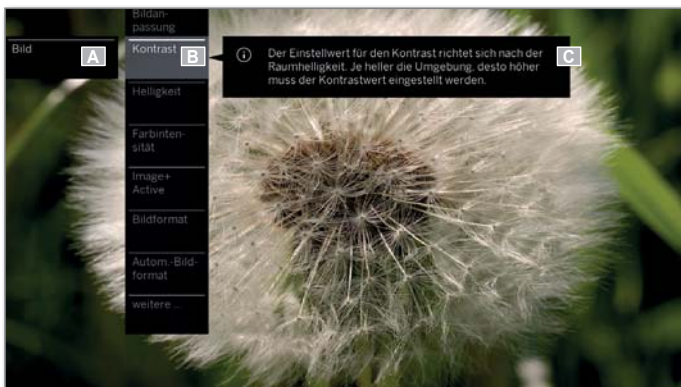 Bildan-
passung
Bild
A
Kontrast
B
Der Einstellwert für den Kontrast richtet sich nach der
Raumhelligkeit. Je heller die Umgebung, desto höher
muss der Kontrastwert eingestellt werden.
C
Helligkeit
Farbinten-
sität
Image+
Active
Bildformat
Autom.-Bild-
format
weitere ...